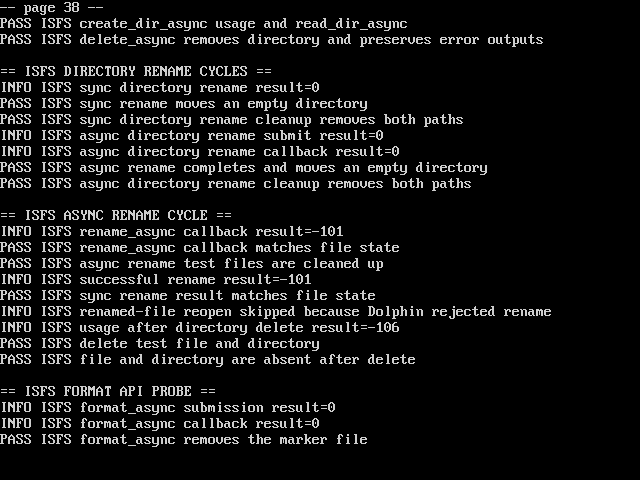 -- page 38 --
PASS ISFS create_dir_async usage and read_dir_async
PASS ISFS delete_async removes directory and preserves error outputs
== ISFS DIRECTORY RENAME CYCLES ==
INFO ISFS sync directory rename result=0
PASS ISFS sync rename moves an empty directory
PASS ISFS sync directory rename cleanup removes both paths
INFO ISFS async directory rename submit result=0
INFO ISFS async directory rename callback result=0
PASS ISFS async rename completes and moves an empty directory
PASS ISFS async directory rename cleanup removes both paths
== ISFS ASYNC RENAME CYCLE ==
INFO ISFS rename_async callback result=-101
PASS ISFS rename_async callback matches file state
PASS ISFS async rename test files are cleaned up
INFO ISFS successful rename result=-101
PASS ISFS sync rename result matches file state
INFO ISFS renamed-file reopen skipped because Dolphin rejected rename
INFO ISFS usage after directory delete result=-106
PASS ISFS delete test file and directory
PASS ISFS file and directory are absent after delete
== ISFS FORMAT API PROBE ==
INFO ISFS format_async submission result=0
INFO ISFS format_async callback result=0
PASS ISFS format_async removes the marker file